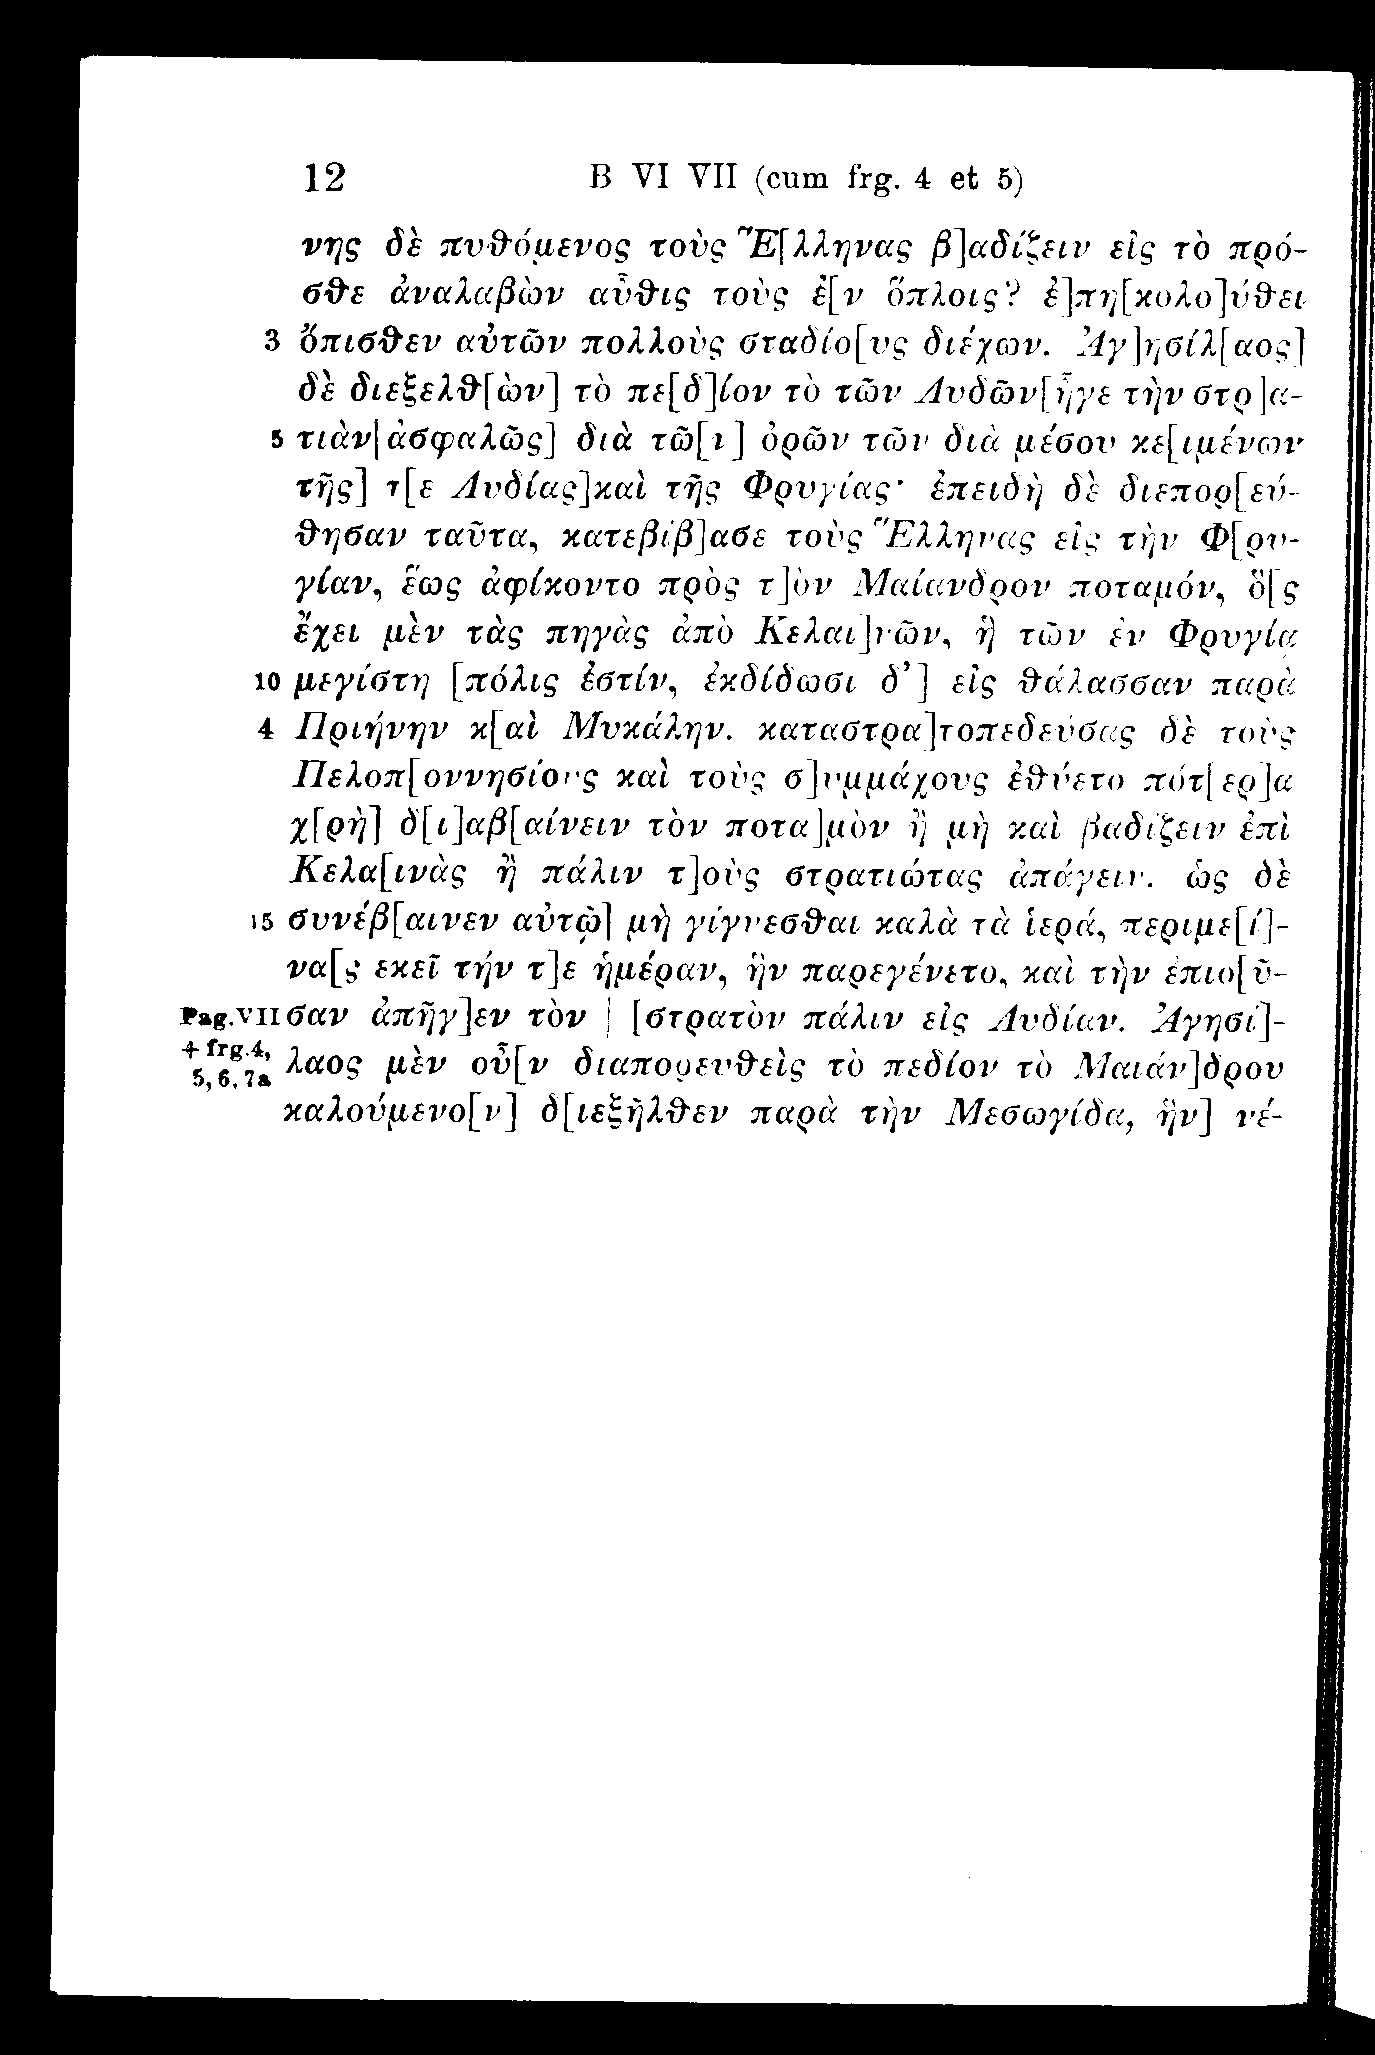 12 B VI VII (cum frg. 4 et 5)
νης δὲ πυθόμενος τοὺς Ἕ[λληνας β]αδίζειν εἰς τὸ πρό-
σθε ἀναλαβὼν αὖθις τοὺς ἐ[ν ὅπλοις? ἐ]πη[κολο]ύθει
3 ὄπισθεν αὐτῶν πολλοὺς σταδίο[υς διέχων. Ἀγ]ησίλ[αος]
δὲ διεξελθ[ὼν] τὸ πε[δ]ίον τὸ τῶν Λυδῶν[ἦγε τὴν στρ]α-
5 τιὰν[ἀσφαλῶς] διὰ τῶ[ι] ὀρῶν τῶν διὰ μέσου κε[ιμένων
τῆς] τ[ε Λυδίας]καὶ τῆς Φρυγίας· ἐπειδὴ δὲ διεπορ[εύ-
θησαν ταῦτα, κατεβίβ]ασε τοὺς Ἕλληνας εἰς τὴν Φ[ρυ-
γίαν, ἕως ἀφίκοντο πρὸς τ]ὸν Μαίανδρον ποταμόν, ὃ[ς
ἔχει μὲν τὰς πηγὰς ἀπὸ Κελαι]νῶν, ἣ τῶν ἐν Φρυγίᾳ
10 μεγίστη [πόλις ἐστίν, ἐκδίδωσι δ’] εἰς θάλασσαν παρὰ
4 Πριήνην κ[αὶ Μυκάλην. καταστρα]τοπεδεύσας δὲ τοὺς
Πελοπ[οννησίους καὶ τοὺς σ]υμμάχους ἐθύετο πότ[ερ]α
χ[ρὴ] δ[ι]αβ[αίνειν τὸν ποτα]μὸν ἢ μὴ καὶ βαδίζειν ἐπὶ
Κελα[ινὰς ἢ πάλιν τ]οὺς στρατιώτας ἀπάγειν. ὡς δὲ
15 συνέβ[αινεν αὐτῷ] μὴ γίγνεσθαι καλὰ τὰ ἱερά, περιμε[ί]-
να[ς εκεῖ τήν τ]ε ἡμέραν, ἣν παρεγένετο, καὶ τὴν ἐπιο[ῦ-
Pag.VII σαν ἀπῆγ]εν τὸν | [στρατὸν πάλιν εἰς Λυδίαν. Ἀγησί]-
+ frg.4, 5, 6, 7a λαος μὲν οὖ[ν διαπορευθεὶς τὸ πεδίον τὸ Μαιάν]δρου
καλούμενο[ν] δ[ιεξῆλθεν παρὰ τὴν Μεσωγίδα, ἣν] νέ-